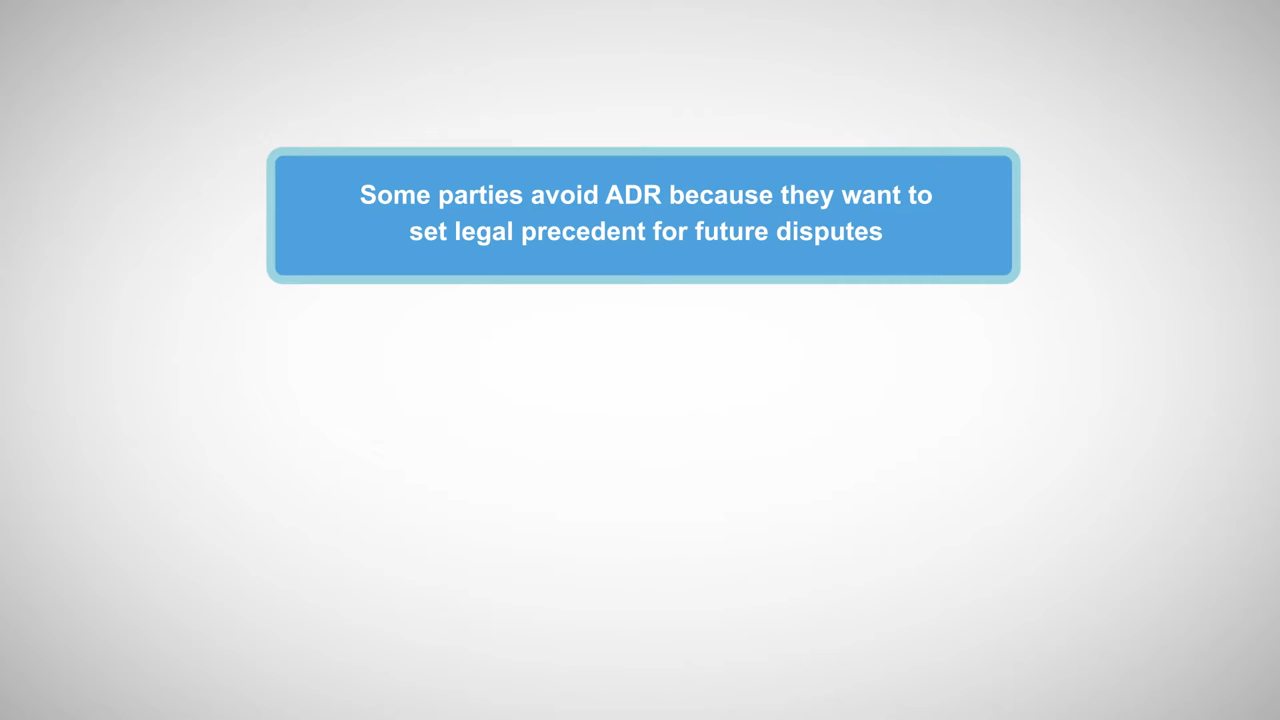 Some parties avoid ADR because they want to
set legal precedent for future disputes